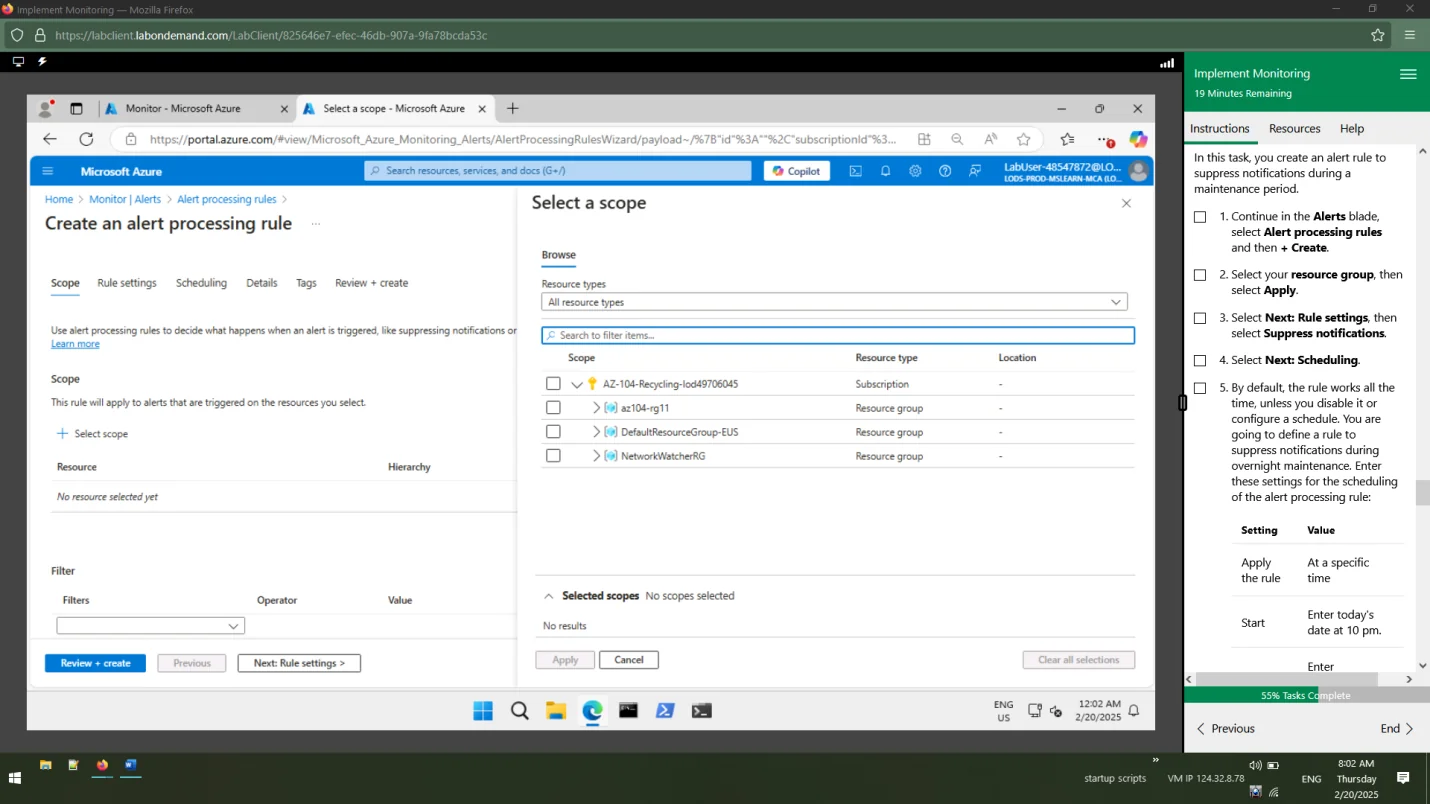 Implement Monitoring — Mozilla Firefox
https://labclient.labondemand.com/LabClient/825646e7-efec-46db-907a-9fa78bcda53c
Monitor - Microsoft Azure
Select a scope - Microsoft Azure
https://portal.azure.com/#view/Microsoft_Azure_Monitoring_Alerts/AlertProcessingRulesWizard/payload~/%7B"id"%3A""%2C"subscriptionId"%3...
Microsoft Azure
Search resources, services, and docs (G+/)
Copilot
LabUser-48547872@LO...
LODS-PROD-MSLEARN-MCA (LO...
Home > Monitor | Alerts > Alert processing rules >
Create an alert processing rule ...
Scope Rule settings Scheduling Details Tags Review + create
Use alert processing rules to decide what happens when an alert is triggered, like suppressing notifications or
Learn more
Scope
This rule will apply to alerts that are triggered on the resources you select.
Select scope
Resource Hierarchy
No resource selected yet
Filter
Filters Operator Value
Review + create Previous Next: Rule settings >
Select a scope
Browse
Resource types
All resource types
Search to filter items...
Scope Resource type Location
AZ-104-Recycling-lod49706045 Subscription -
az104-rg11 Resource group -
DefaultResourceGroup-EUS Resource group -
NetworkWatcherRG Resource group -
Selected scopes No scopes selected
No results
Apply Cancel Clear all selections
ENG
US
12:02 AM
2/20/2025
Implement Monitoring
19 Minutes Remaining
Instructions Resources Help
In this task, you create an alert rule to
suppress notifications during a
maintenance period.
1. Continue in the Alerts blade,
select Alert processing rules
and then + Create.
2. Select your resource group, then
select Apply.
3. Select Next: Rule settings, then
select Suppress notifications.
4. Select Next: Scheduling.
5. By default, the rule works all the
time, unless you disable it or
configure a schedule. You are
going to define a rule to
suppress notifications during
overnight maintenance. Enter
these settings for the scheduling
of the alert processing rule:
Setting Value
Apply the rule At a specific time
Start Enter today's date at 10 pm.
Enter
55% Tasks Complete
< Previous End >
startup scripts
VM IP 124.32.8.78
ENG
8:02 AM
Thursday
2/20/2025